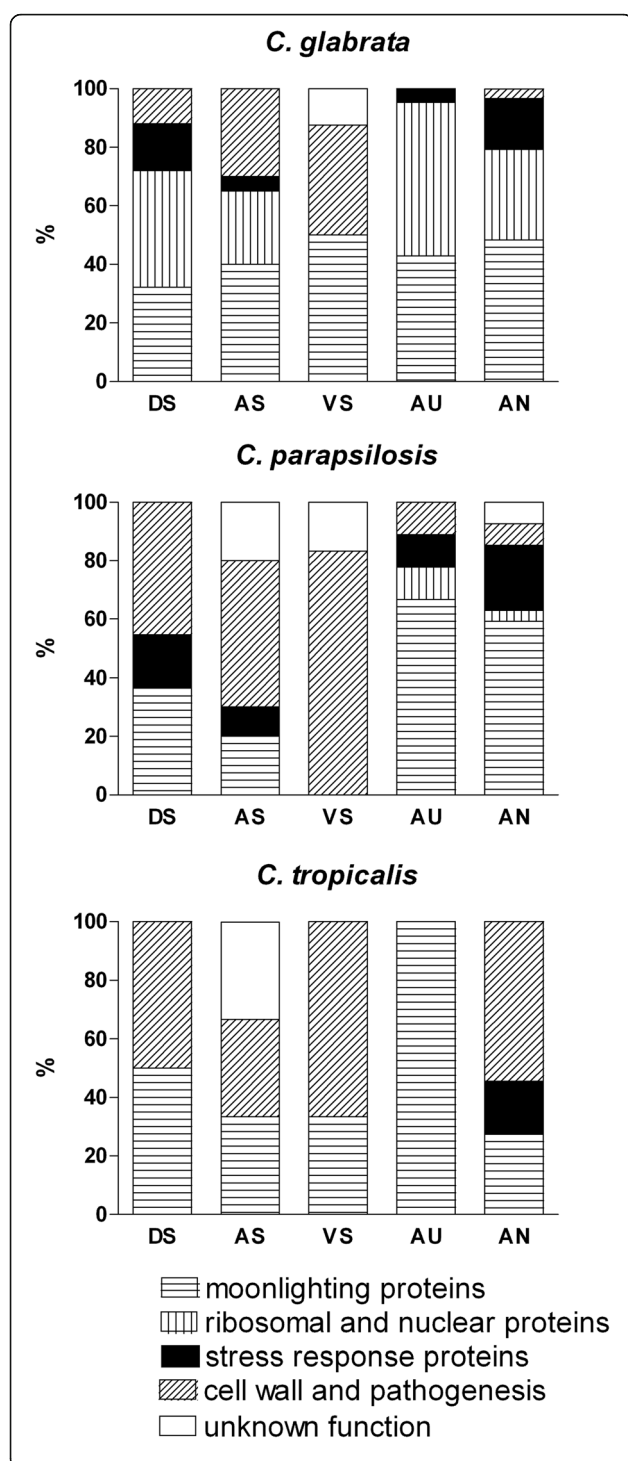 C. glabrata
100
80
60
40
20
0
%
DS AS VS AU AN
C. parapsilosis
100
80
60
40
20
0
%
DS AS VS AU AN
C. tropicalis
100
80
60
40
20
0
%
DS AS VS AU AN
moonlighting proteins
ribosomal and nuclear proteins
stress response proteins
cell wall and pathogenesis
unknown function